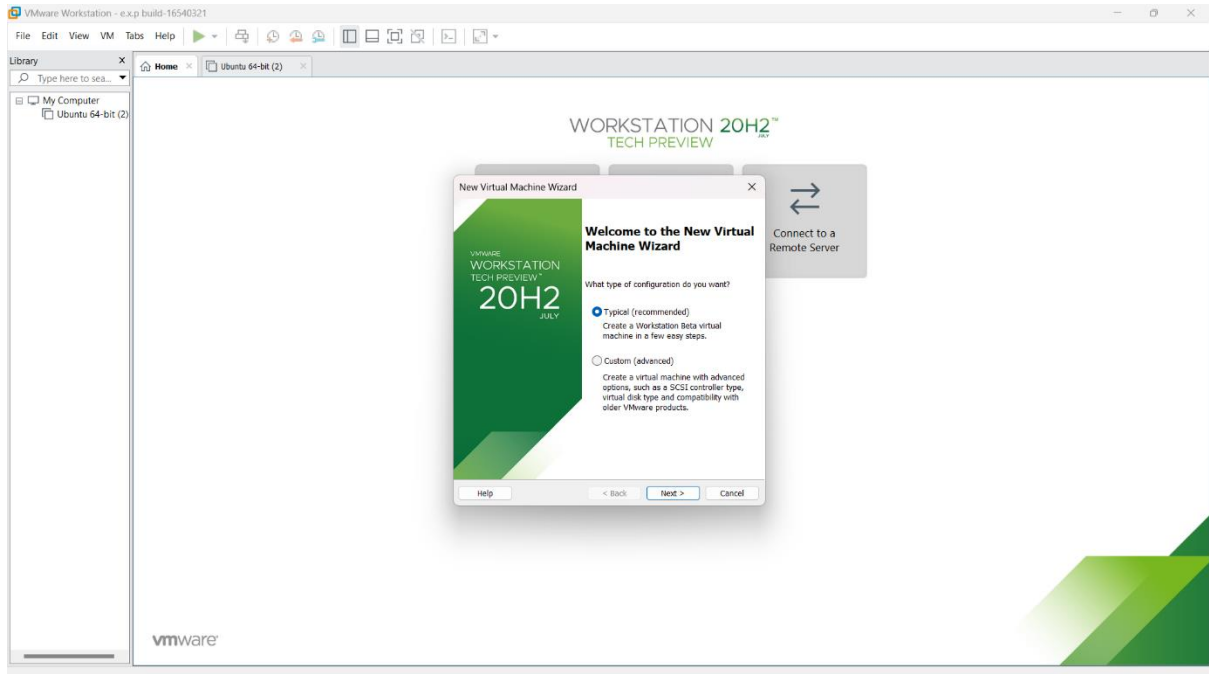 VMware Workstation - e.x.p build-16540321
File Edit View VM Tabs Help
Library X
Type here to sea...
Home
Ubuntu 64-bit (2)
My Computer
Ubuntu 64-bit (2)
WORKSTATION 20H2™
JULY
TECH PREVIEW
Connect to a
Remote Server
New Virtual Machine Wizard
VMWARE
WORKSTATION
TECH PREVIEW™
20H2
JULY
Welcome to the New Virtual
Machine Wizard
What type of configuration do you want?
Typical (recommended)
Create a Workstation Beta virtual
machine in a few easy steps.
Custom (advanced)
Create a virtual machine with advanced
options, such as a SCSI controller type,
virtual disk type and compatibility with
older VMware products.
Help
< Back
Next >
Cancel
vmware